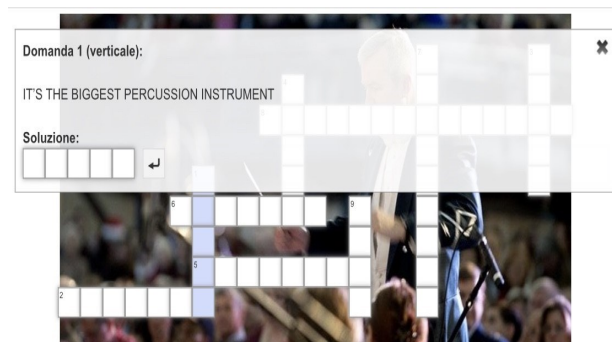 Domanda 1 (verticale):
IT'S THE BIGGEST PERCUSSION INSTRUMENT
Soluzione:
6
9
5
2